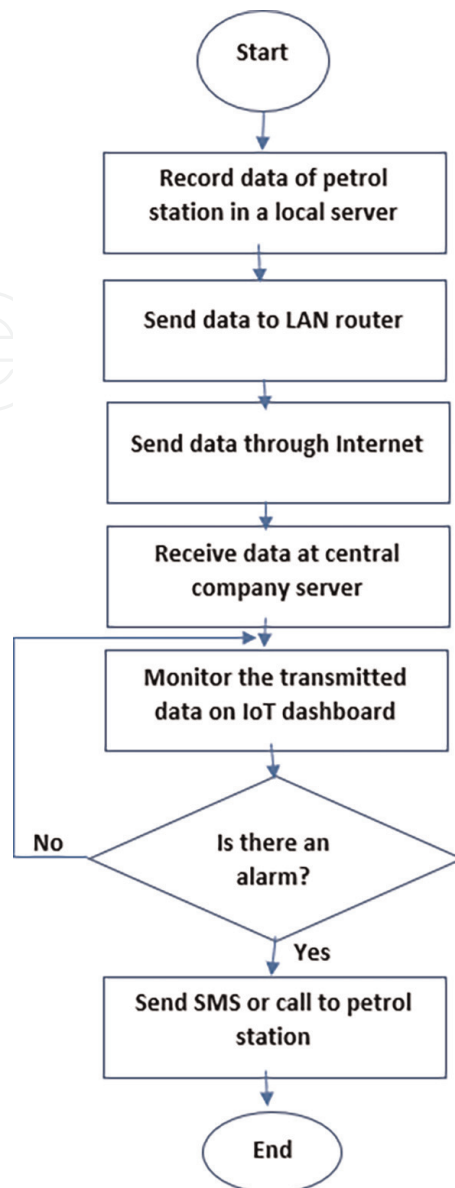 Start
Record data of petrol
station in a local server
Send data to LAN router
Send data through Internet
Receive data at central
company server
Monitor the transmitted
data on IoT dashboard
No
Is there an
alarm?
Yes
Send SMS or call to petrol
station
End